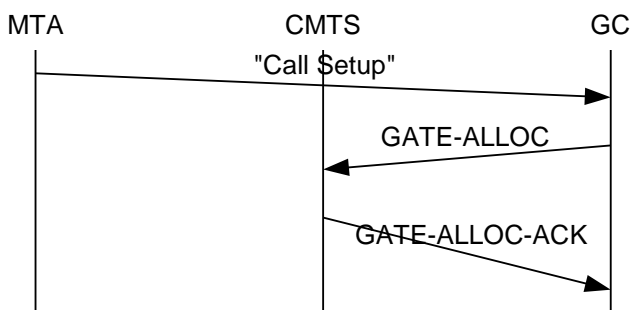 MTA CMTS GC
"Call Setup"
GATE-ALLOC
GATE-ALLOC-ACK